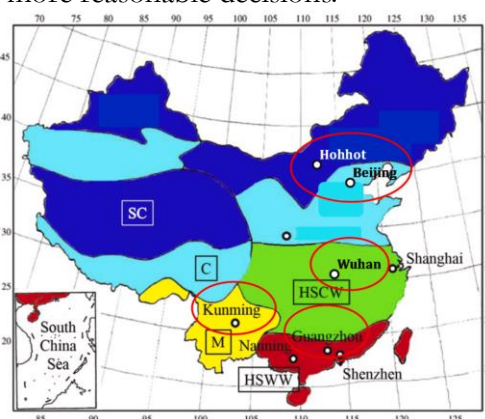 more reasonable decisions.
70 75 80 85 90 95 100 105 110 115 120 125 130 135
45
40
35
30
25
20
Hohhot
Beijing
SC
C
Wuhan
Shanghai
HSCW
Kunming
M
Guangzhou
Nanning
HSWW
Shenzhen
South
China
Sea
85 90 95 100 105 110 115 120